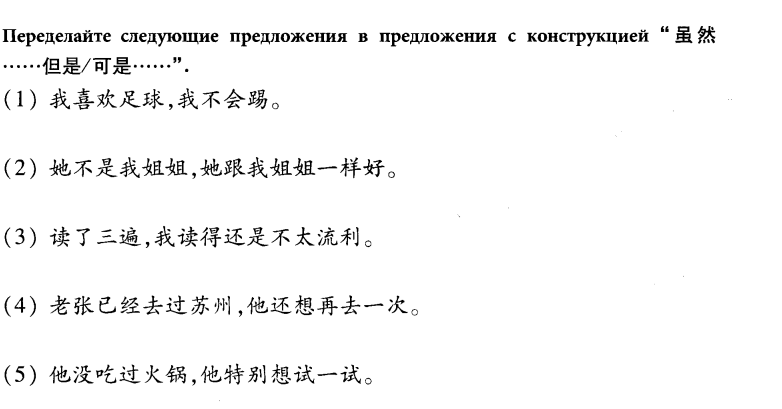 Переделайте следующие предложения в предложения с конструкцией “虽然
……但是/可是……”.
(1) 我喜欢足球,我不会踢。
(2) 她不是我姐姐,她跟我姐姐一样好。
(3) 读了三遍,我读得还是不太流利。
(4) 老张已经去过苏州,他还想再去一次。
(5) 他没吃过火锅,他特别想试一试。